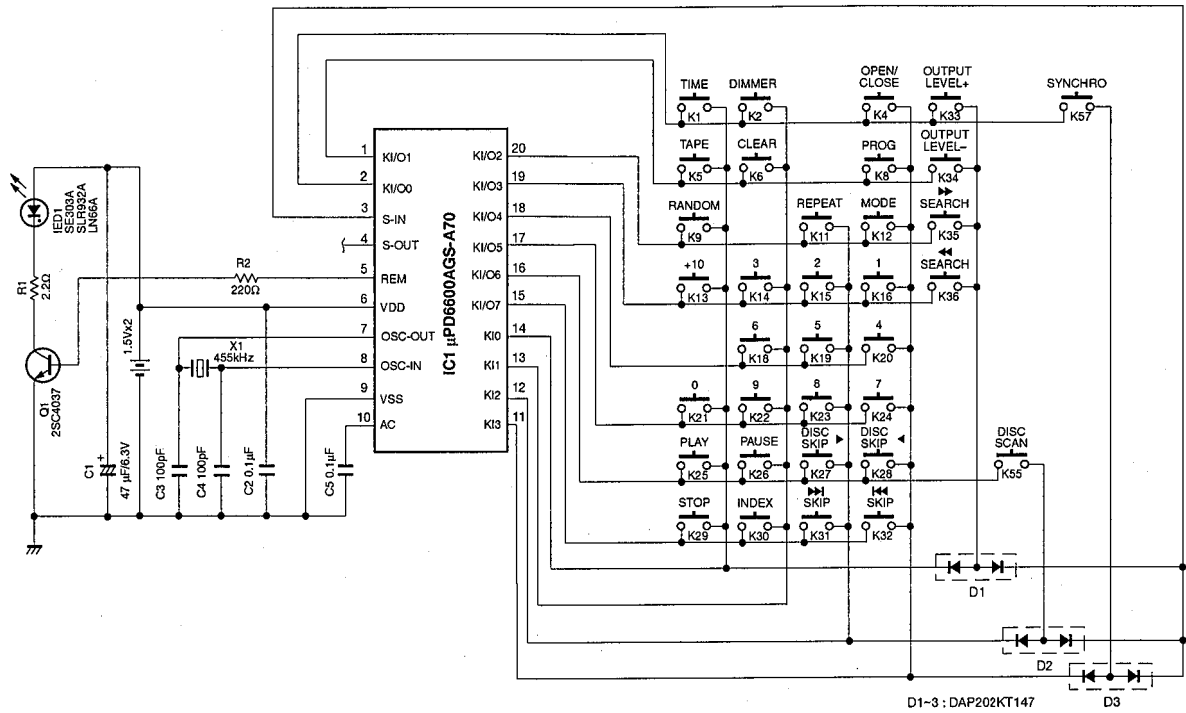 TIME DIMMER OPEN/ CLOSE OUTPUT LEVEL+ SYNCHRO
K1 K2 K4 K33 K57
TAPE CLEAR PROG OUTPUT LEVEL–
K5 K6 K8 K34
RANDOM REPEAT MODE SEARCH
K9 K11 K12 K35
+10 3 2 1 SEARCH
K13 K14 K15 K16 K36
6 5 4
K18 K19 K20
0 9 8 7
K21 K22 K23 K24
PLAY PAUSE DISC SKIP DISC SKIP DISC SCAN
K25 K26 K27 K28 K55
STOP INDEX SKIP SKIP
K29 K30 K31 K32
IC1 µPD6600AGS-A70
1 KI/O1
2 KI/O0
3 S-IN
4 S-OUT
5 REM
6 VDD
7 OSC-OUT
8 OSC-IN
9 VSS
10 AC
KI/O2 20
KI/O3 19
KI/O4 18
KI/O5 17
KI/O6 16
KI/O7 15
KI0 14
KI1 13
KI2 12
KI3 11
IED1
SE303A
SLR932A
LN66A
R1
2.2Ω
R2
220Ω
1.5Vx2
X1
455kHz
Q1
2SC4037
C1
+
47 µF/6.3V
C3 100pF
C4 100pF
C2 0.1µF
C5 0.1µF
D1
D2
D3
D1~3 : DAP202KT147